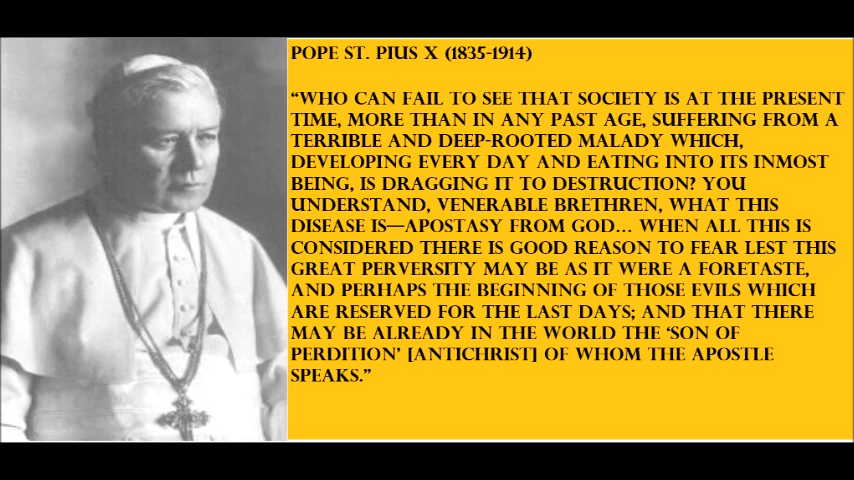 POPE ST. PIUS X (1835-1914)
“WHO CAN FAIL TO SEE THAT SOCIETY IS AT THE PRESENT
TIME, MORE THAN IN ANY PAST AGE, SUFFERING FROM A
TERRIBLE AND DEEP-ROOTED MALADY WHICH,
DEVELOPING EVERY DAY AND EATING INTO ITS INMOST
BEING, IS DRAGGING IT TO DESTRUCTION? YOU
UNDERSTAND, VENERABLE BRETHREN, WHAT THIS
DISEASE IS—APOSTASY FROM GOD... WHEN ALL THIS IS
CONSIDERED THERE IS GOOD REASON TO FEAR LEST THIS
GREAT PERVERSITY MAY BE AS IT WERE A FORETASTE,
AND PERHAPS THE BEGINNING OF THOSE EVILS WHICH
ARE RESERVED FOR THE LAST DAYS; AND THAT THERE
MAY BE ALREADY IN THE WORLD THE ‘SON OF
PERDITION’ [ANTICHRIST] OF WHOM THE APOSTLE
SPEAKS.”